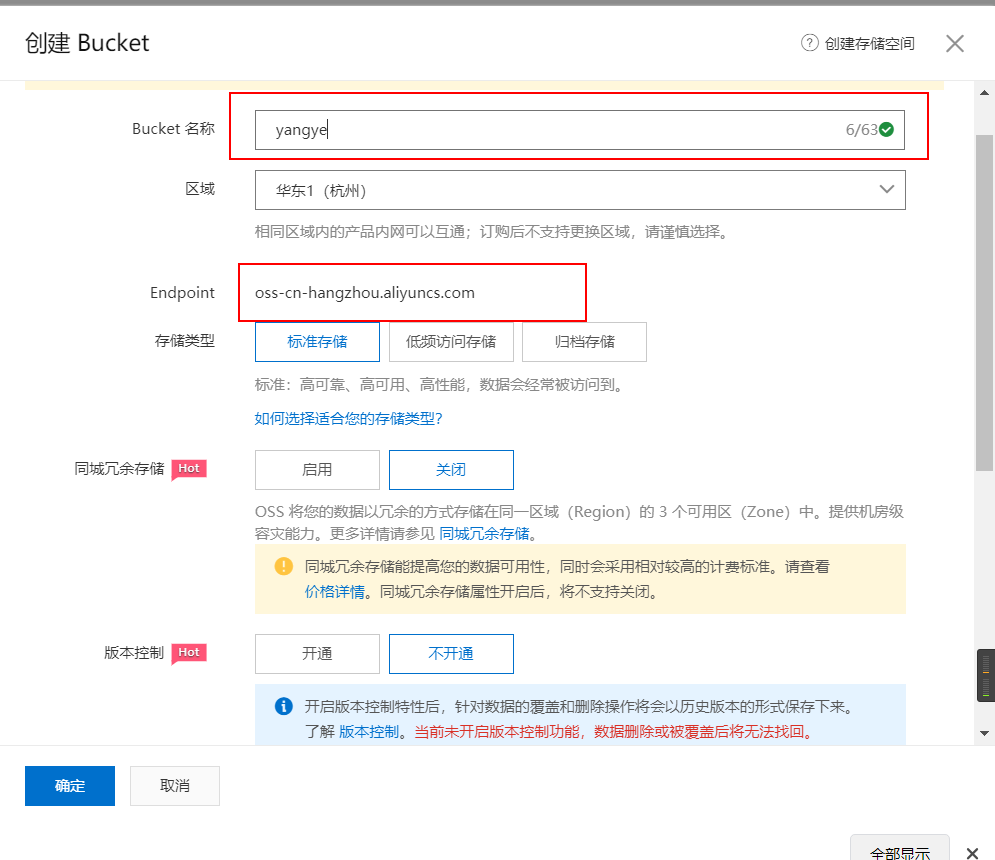 创建 Bucket
创建存储空间
Bucket 名称
yangye
6/63
区域
华东1（杭州）
相同区域内的产品内网可以互通；订购后不支持更换区域，请谨慎选择。
Endpoint
oss-cn-hangzhou.aliyuncs.com
存储类型
标准存储
低频访问存储
归档存储
标准：高可靠、高可用、高性能，数据会经常被访问到。
如何选择适合您的存储类型?
同城冗余存储
Hot
启用
关闭
OSS 将您的数据以冗余的方式存储在同一区域（Region）的 3 个可用区（Zone）中。提供机房级
容灾能力。更多详情请参见 同城冗余存储。
同城冗余存储能提高您的数据可用性，同时会采用相对较高的计费标准。请查看
价格详情。同城冗余存储属性开启后，将不支持关闭。
版本控制
Hot
开通
不开通
开启版本控制特性后，针对数据的覆盖和删除操作将会以历史版本的形式保存下来。
了解 版本控制。当前未开启版本控制功能，数据删除或被覆盖后将无法找回。
确定
取消
全部显示